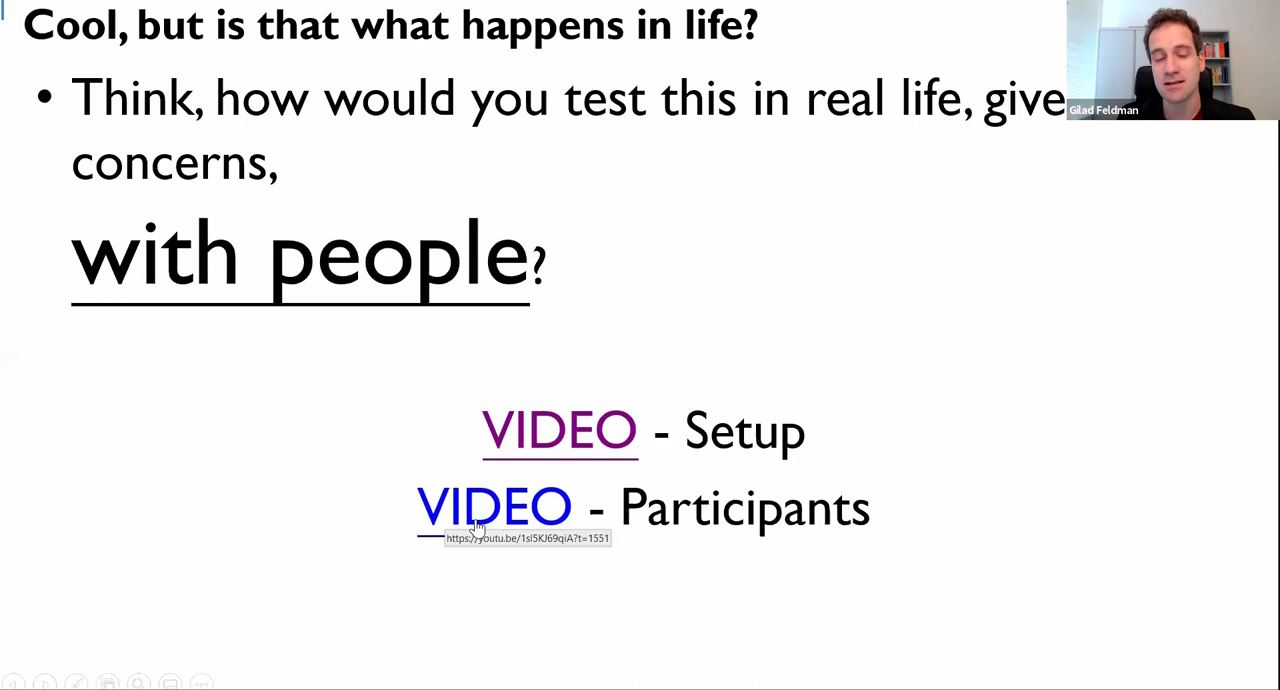 Cool, but is that what happens in life?
• Think, how would you test this in real life, give
concerns,
with people?
Gilad Feldman
VIDEO - Setup
VIDEO - Participants
https://youtu.be/1sl5KJ69qiA?t=1551